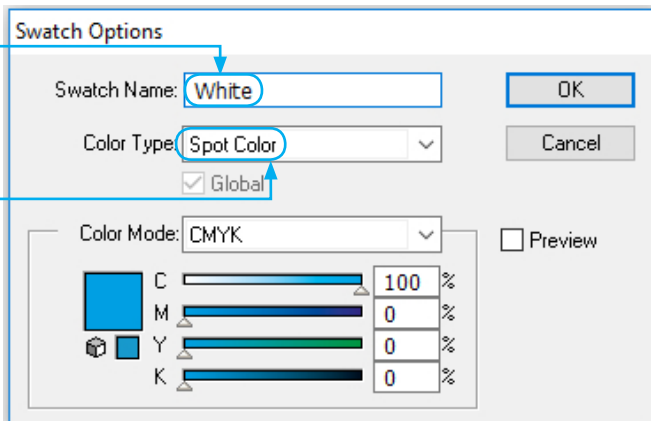 Swatch Options
Swatch Name: White OK
Color Type: Spot Color Cancel
Global
Color Mode: CMYK Preview
C 100 %
M 0 %
Y 0 %
K 0 %